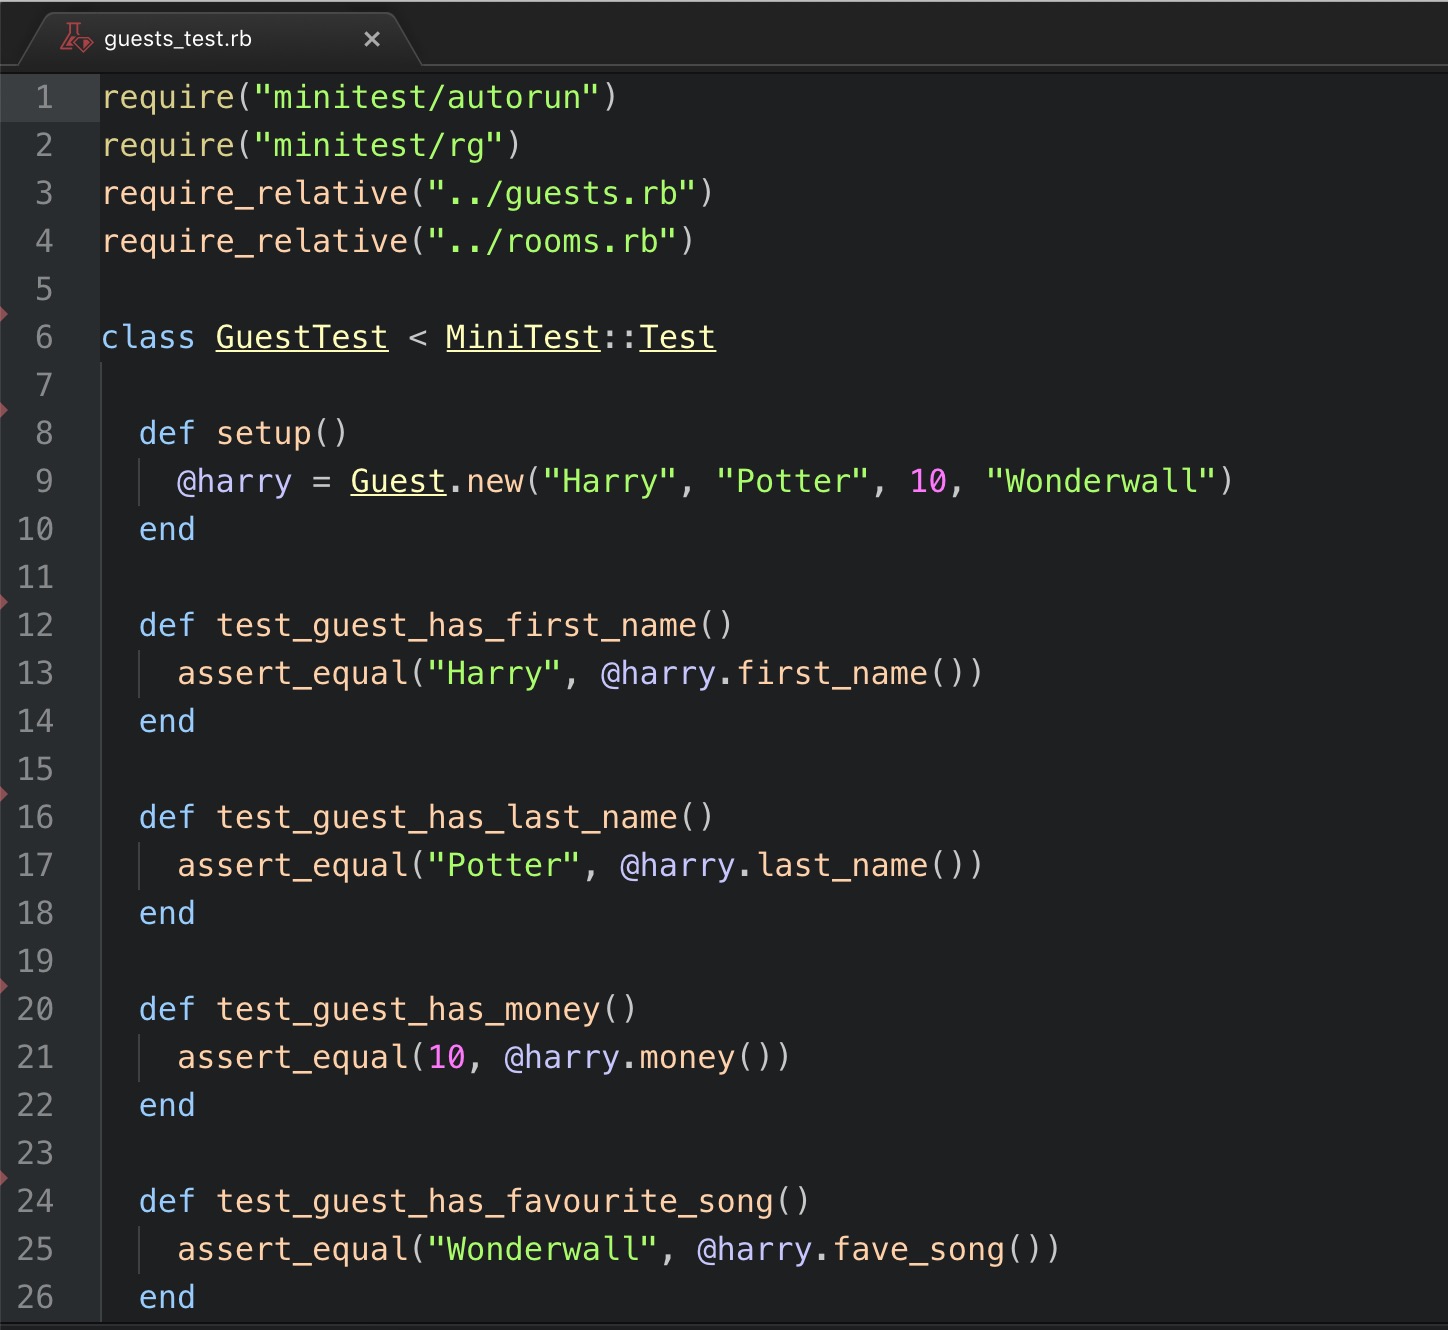 guests_test.rb ×
1 require("minitest/autorun")
2 require("minitest/rg")
3 require_relative("../guests.rb")
4 require_relative("../rooms.rb")
5
6 class GuestTest < MiniTest::Test
7
8   def setup()
9     @harry = Guest.new("Harry", "Potter", 10, "Wonderwall")
10   end
11
12   def test_guest_has_first_name()
13     assert_equal("Harry", @harry.first_name())
14   end
15
16   def test_guest_has_last_name()
17     assert_equal("Potter", @harry.last_name())
18   end
19
20   def test_guest_has_money()
21     assert_equal(10, @harry.money())
22   end
23
24   def test_guest_has_favourite_song()
25     assert_equal("Wonderwall", @harry.fave_song())
26   end